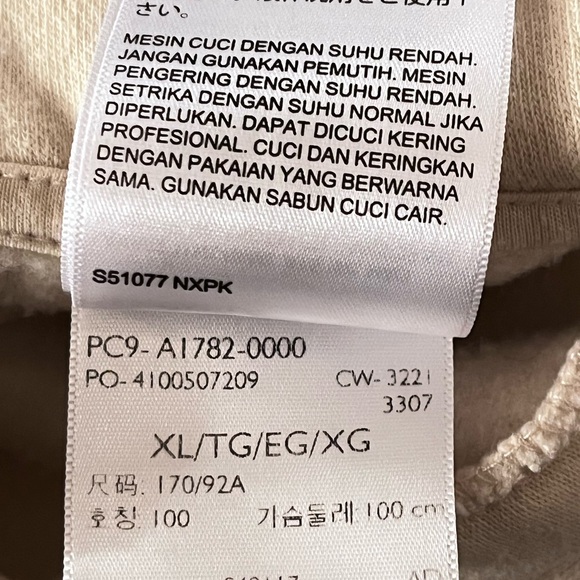 さい。
MESIN CUCI DENGAN SUHU RENDAH.
JANGAN GUNAKAN PEMUTIH. MESIN
PENGERING DENGAN SUHU RENDAH.
SETRIKA DENGAN SUHU NORMAL JIKA
DIPERLUKAN. DAPAT DICUCI KERING
PROFESIONAL. CUCI DAN KERINGKAN
DENGAN PAKAIAN YANG BERWARNA
SAMA. GUNAKAN SABUN CUCI CAIR.
S51077 NXPK
PC9- A1782-0000
PO- 4100507209 CW- 3221
3307
XL/TG/EG/XG
尺码: 170/92A
호칭: 100 가슴둘레 100 cm